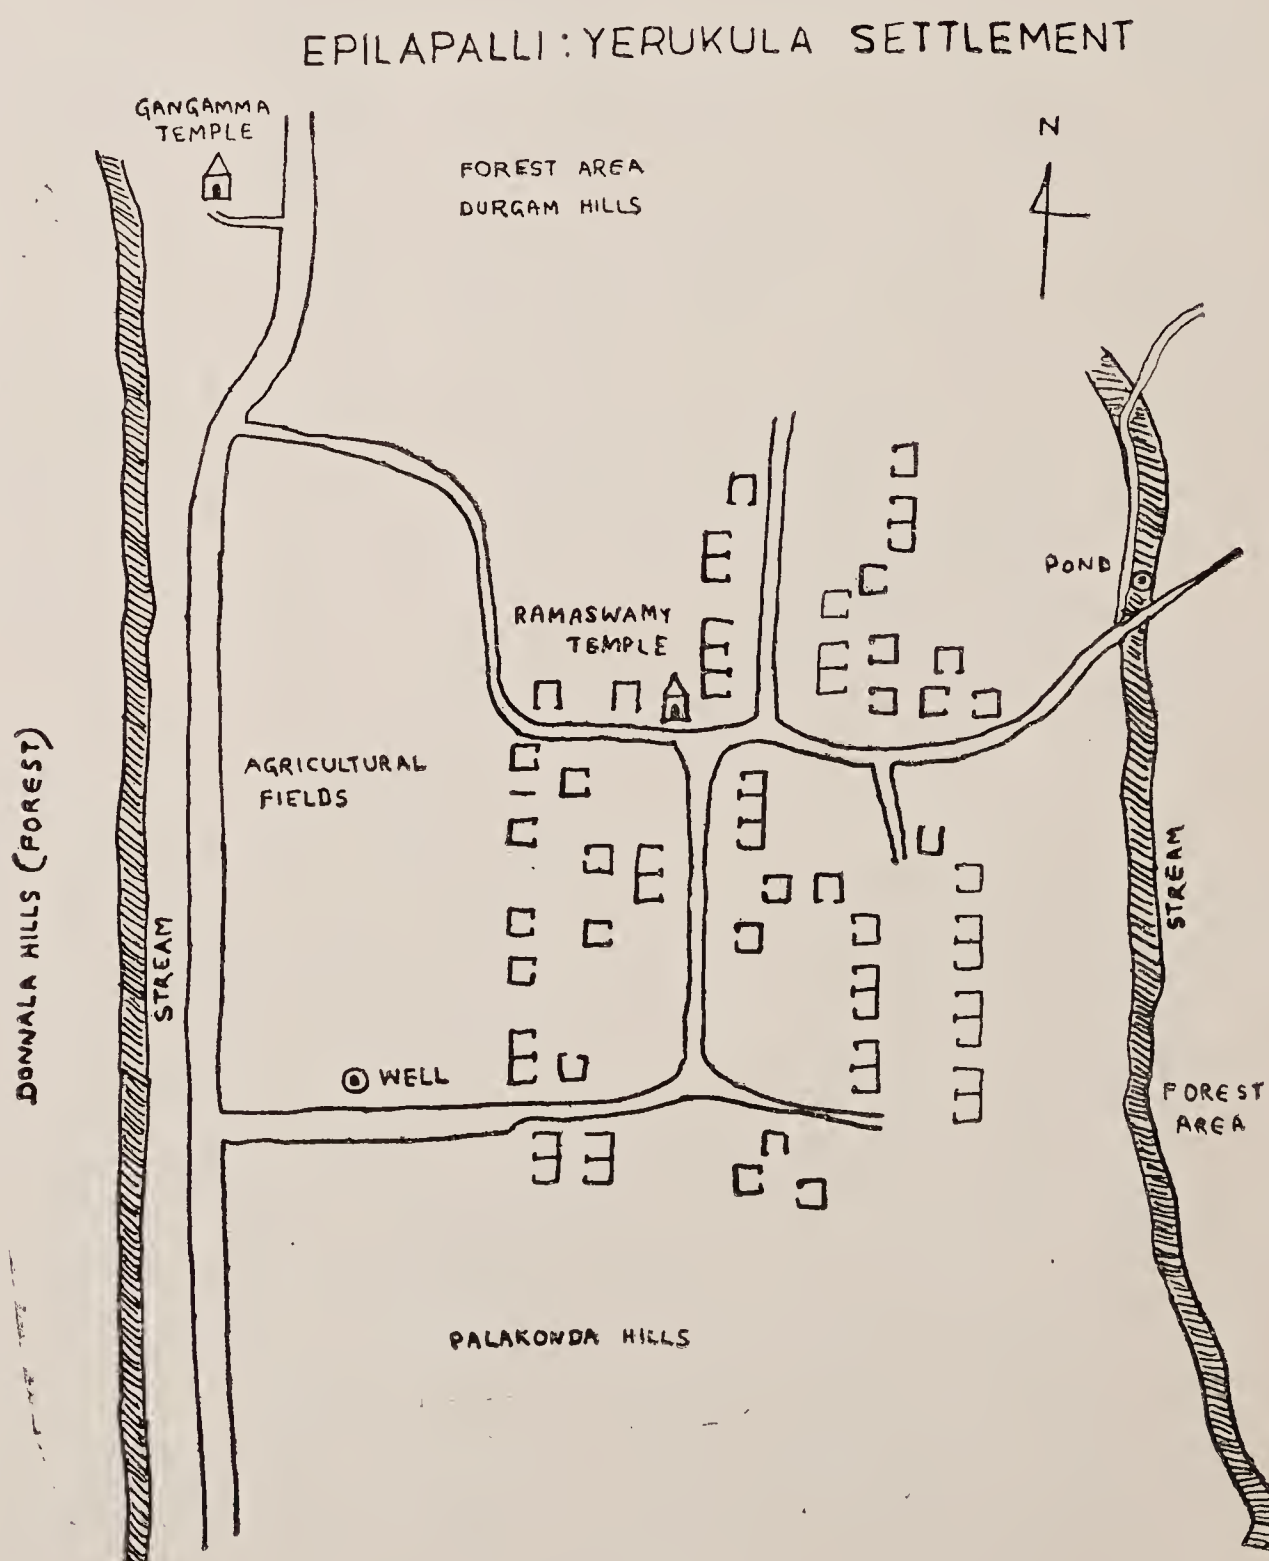 EPILAPALLI : YERUKULA SETTLEMENT
GANGAMMA
TEMPLE
N
FOREST AREA
DURGAM HILLS
POND
RAMASWAMY
TEMPLE
AGRICULTURAL
FIELDS
DONNALA HILLS (FOREST)
STREAM
STREAM
WELL
FOREST
AREA
PALAKONDA HILLS